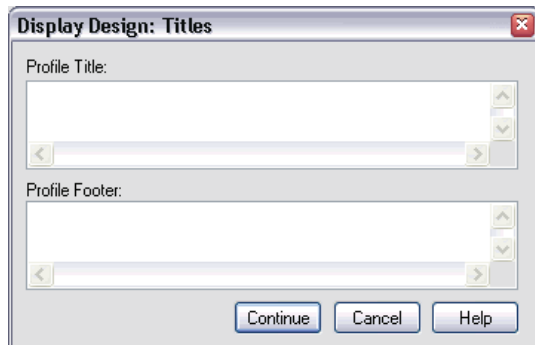 Display Design: Titles
Profile Title:
Profile Footer:
Continue Cancel Help